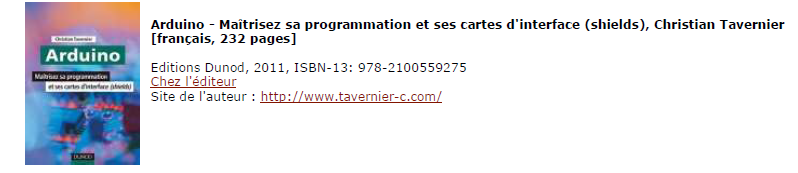 Christian Tavernier
Arduino
Maîtrisez sa programmation
et ses cartes d'interface (shields)
DUNOD
Arduino - Maîtrisez sa programmation et ses cartes d'interface (shields), Christian Tavernier
[français, 232 pages]
Editions Dunod, 2011, ISBN-13: 978-2100559275
Chez l'éditeur
Site de l'auteur : http://www.tavernier-c.com/